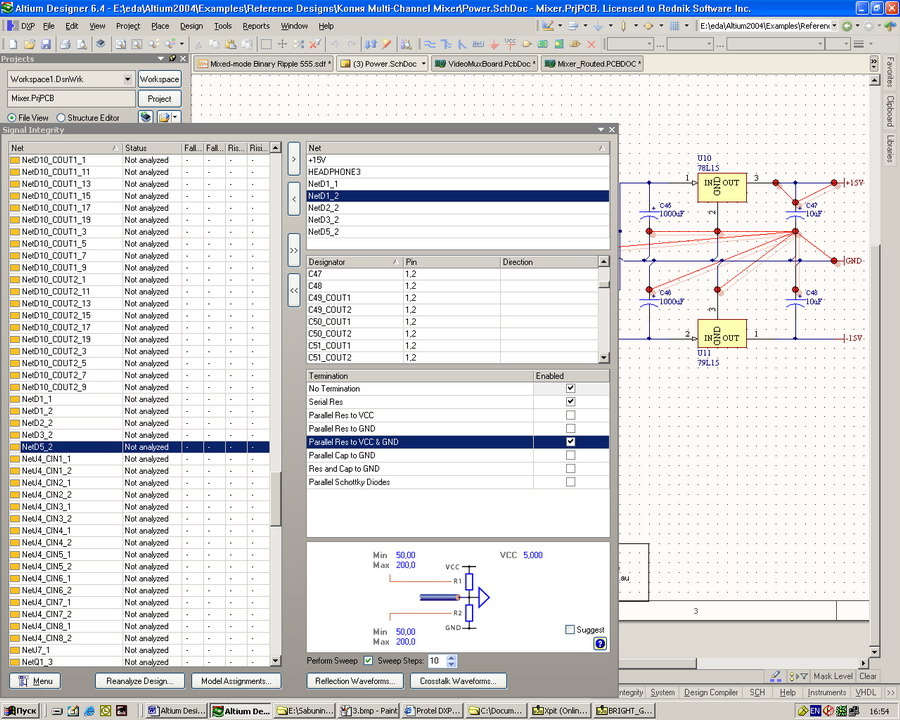 Altium Designer 6.4 - E:\eda\Altium2004\Examples\Reference Designs\Копия Multi-Channel Mixer\Power.SchDoc - Mixer.PrjPCB. Licensed to Rodnik Software Inc.
DXP File Edit View Project Place Design Tools Reports Window Help
E:\eda\Altium2004\Examples\Referenc
Projects
Mixed-mode Binary Ripple 555.sdf * (3) Power.SchDoc VideoMuxBoard.PcbDoc * Mixer_Routed.PCBDOC *
Workspace1.DsnWrk Workspace
Mixer.PrjPCB Project
File View Structure Editor
Favorites
Clipboard
Libraries
Signal Integrity
Net Status Fall... Fall... Ris... Risi...
NetD10_COUT1_1 Not analyzed - - - -
NetD10_COUT1_11 Not analyzed - - - -
NetD10_COUT1_13 Not analyzed - - - -
NetD10_COUT1_15 Not analyzed - - - -
NetD10_COUT1_17 Not analyzed - - - -
NetD10_COUT1_19 Not analyzed - - - -
NetD10_COUT1_3 Not analyzed - - - -
NetD10_COUT1_5 Not analyzed - - - -
NetD10_COUT1_7 Not analyzed - - - -
NetD10_COUT1_9 Not analyzed - - - -
NetD10_COUT2_1 Not analyzed - - - -
NetD10_COUT2_11 Not analyzed - - - -
NetD10_COUT2_13 Not analyzed - - - -
NetD10_COUT2_15 Not analyzed - - - -
NetD10_COUT2_17 Not analyzed - - - -
NetD10_COUT2_19 Not analyzed - - - -
NetD10_COUT2_3 Not analyzed - - - -
NetD10_COUT2_5 Not analyzed - - - -
NetD10_COUT2_7 Not analyzed - - - -
NetD10_COUT2_9 Not analyzed - - - -
NetD1_1 Not analyzed - - - -
NetD1_2 Not analyzed - - - -
NetD2_2 Not analyzed - - - -
NetD3_2 Not analyzed - - - -
NetD5_2 Not analyzed - - - -
NetJ4_CIN1_1 Not analyzed - - - -
NetJ4_CIN1_2 Not analyzed - - - -
NetJ4_CIN2_1 Not analyzed - - - -
NetJ4_CIN2_2 Not analyzed - - - -
NetJ4_CIN3_1 Not analyzed - - - -
NetJ4_CIN3_2 Not analyzed - - - -
NetJ4_CIN4_1 Not analyzed - - - -
NetJ4_CIN4_2 Not analyzed - - - -
NetJ4_CIN5_1 Not analyzed - - - -
NetJ4_CIN5_2 Not analyzed - - - -
NetJ4_CIN6_1 Not analyzed - - - -
NetJ4_CIN6_2 Not analyzed - - - -
NetJ4_CIN7_1 Not analyzed - - - -
NetJ4_CIN7_2 Not analyzed - - - -
NetJ4_CIN8_1 Not analyzed - - - -
NetJ4_CIN8_2 Not analyzed - - - -
NetJ7_1 Not analyzed - - - -
NetQ1_3 Not analyzed - - - -
Menu Reanalyze Design... Model Assignments...
>
<
>>
<<
Net
+15V
HEADPHONE3
NetD1_1
NetD1_2
NetD2_2
NetD3_2
NetD5_2
Designator Pin Direction
C47 1,2
C48 1,2
C49_COUT1 1,2
C49_COUT2 1,2
C50_COUT1 1,2
C50_COUT2 1,2
C51_COUT1 1,2
C51_COUT2 1,2
Termination Enabled
No Termination
Serial Res
Parallel Res to VCC
Parallel Res to GND
Parallel Res to VCC & GND
Parallel Cap to GND
Res and Cap to GND
Parallel Schottky Diodes
Min 50,00 VCC 5,000
Max 200,0
VCC
R1
R2
GND
Min 50,00
Max 200,0
Suggest
Perform Sweep Sweep Steps: 10
Reflection Waveforms... Crosstalk Waveforms...
U10
78L15
1 IN OUT 3
GND
2
+15V
C45
1000uF
C47
10uF
GND
C46
1000uF
C48
10uF
3
2 IN OUT 1
GND
-15V
U11
79L15
.au
3
Mask Level Clear
ntegrity System Design Compiler SCH Help Instruments VHDL >>
Пуск Altium Desi... Altium De... E:\Sabunin... 3.bmp - Paint Protel DXP... C:\Docum... Xpit (Onlin... BRIGHT_G... EN 16:54